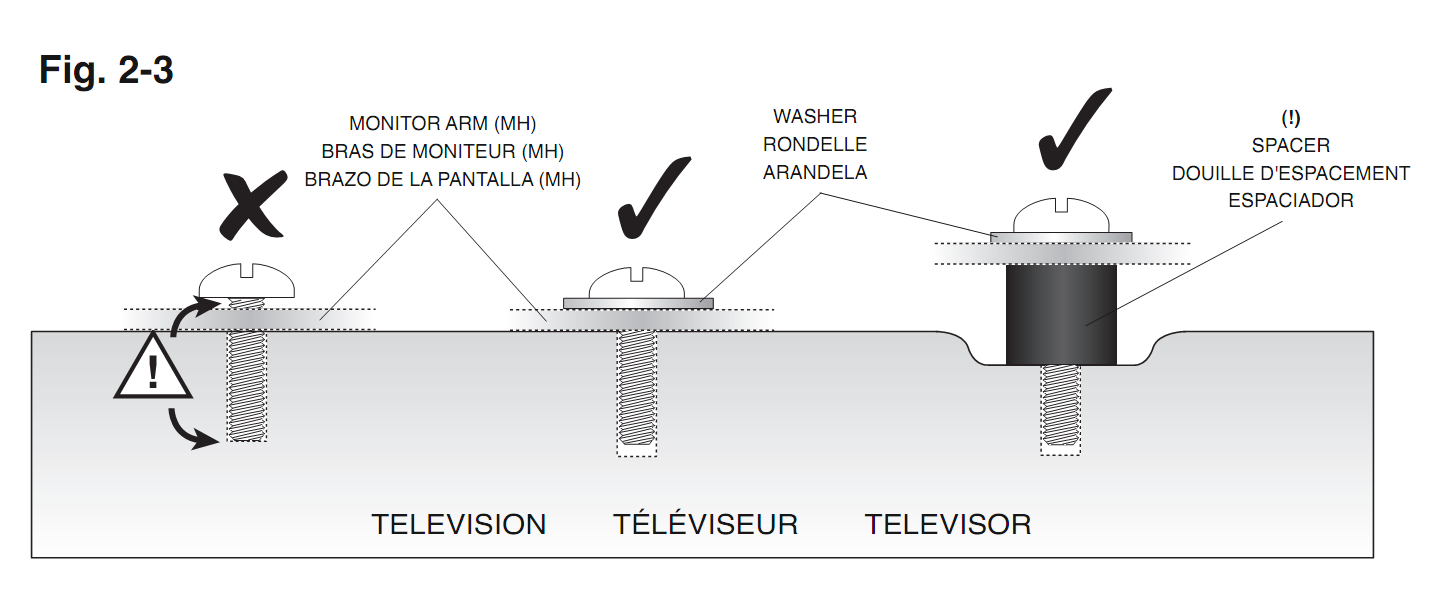 Fig. 2-3
MONITOR ARM (MH)
BRAS DE MONITEUR (MH)
BRAZO DE LA PANTALLA (MH)
WASHER
RONDELLE
ARANDELA
(!)
SPACER
DOUILLE D'ESPACEMENT
ESPACIADOR
!
TELEVISION TÉLÉVISEUR TELEVISOR